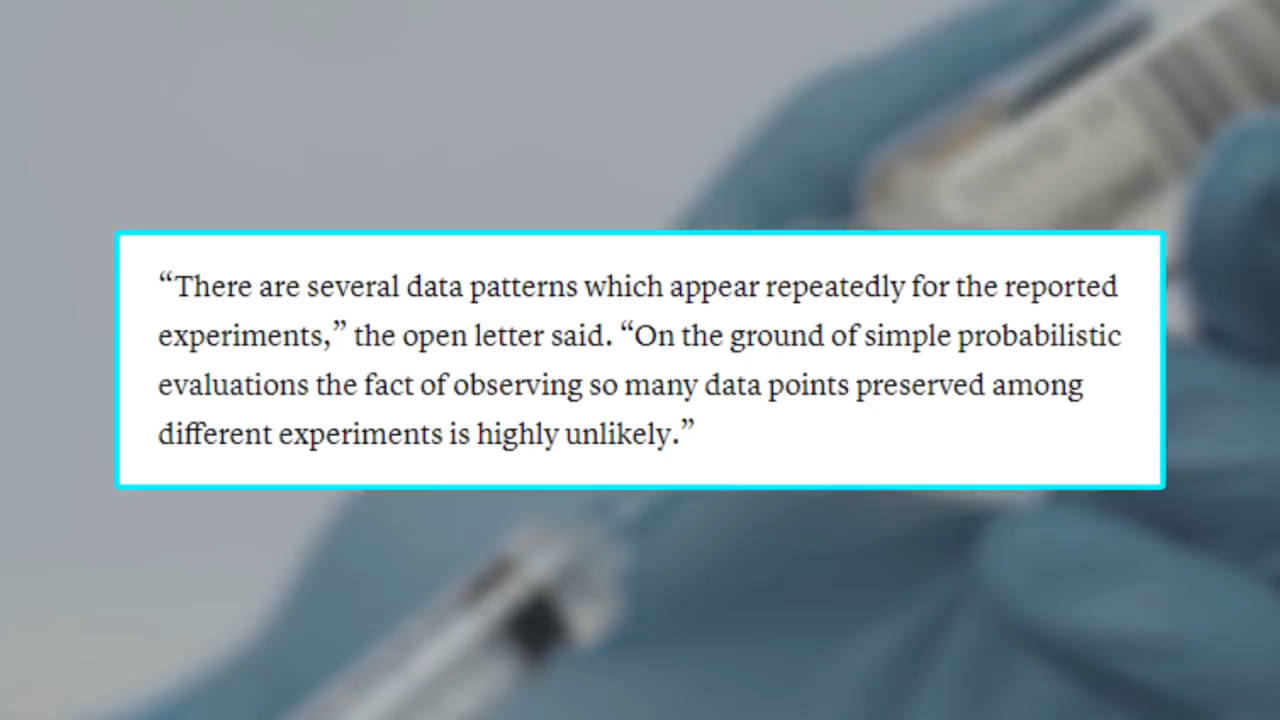 “There are several data patterns which appear repeatedly for the reported
experiments,” the open letter said. “On the ground of simple probabilistic
evaluations the fact of observing so many data points preserved among
different experiments is highly unlikely.”